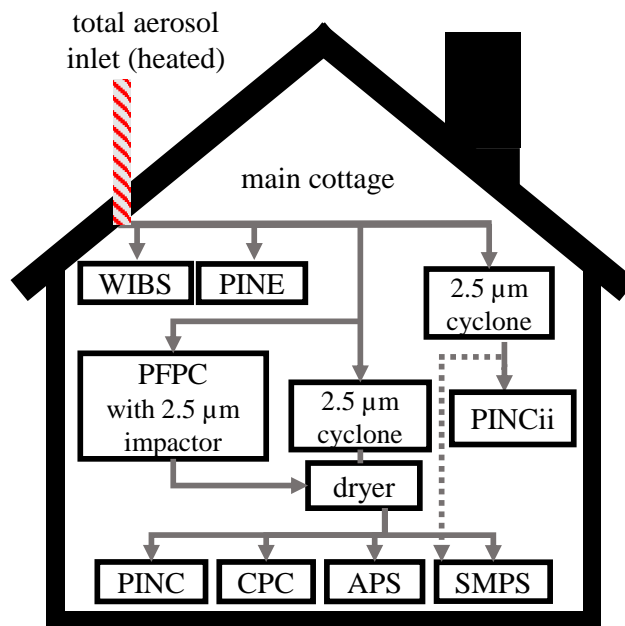 total aerosol
inlet (heated)
main cottage
WIBS
PINE
2.5 µm
cyclone
PFPC
with 2.5 µm
impactor
2.5 µm
cyclone
PINCii
dryer
PINC
CPC
APS
SMPS